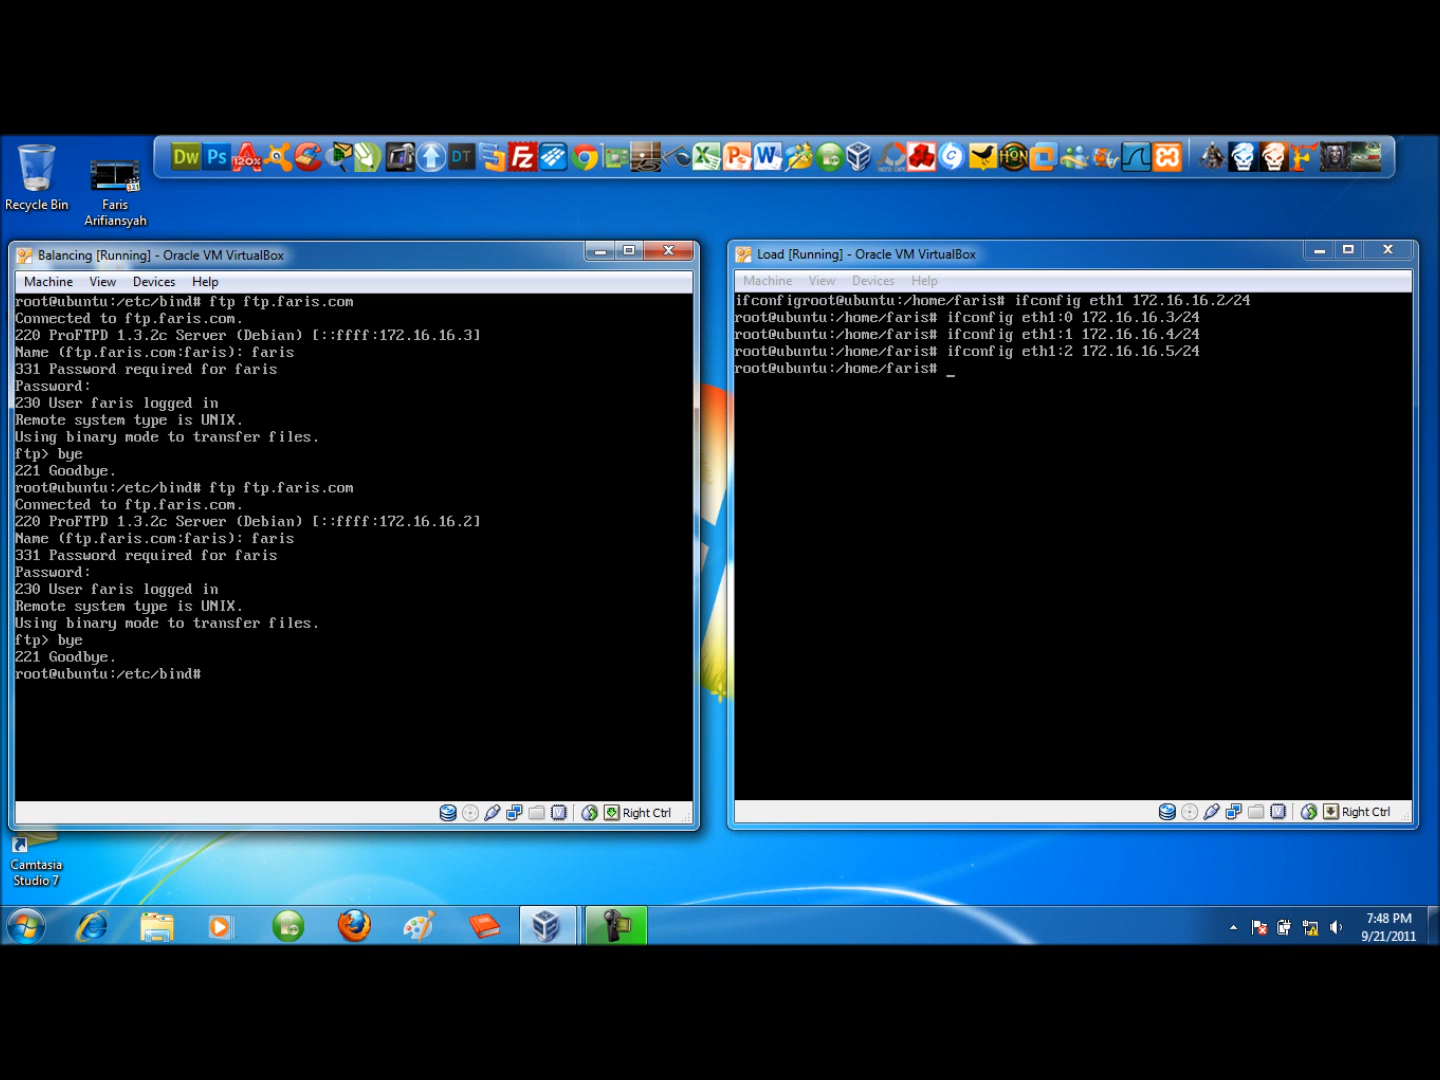 Recycle Bin
Faris
Arifiansyah
Dw Ps 120%
DT
Fz
HON
Balancing [Running] - Oracle VM VirtualBox
Machine View Devices Help
root@ubuntu:/etc/bind# ftp ftp.faris.com
Connected to ftp.faris.com.
220 ProFTPD 1.3.2c Server (Debian) [::ffff:172.16.16.3]
Name (ftp.faris.com:faris): faris
331 Password required for faris
Password:
230 User faris logged in
Remote system type is UNIX.
Using binary mode to transfer files.
ftp> bye
221 Goodbye.
root@ubuntu:/etc/bind# ftp ftp.faris.com
Connected to ftp.faris.com.
220 ProFTPD 1.3.2c Server (Debian) [::ffff:172.16.16.2]
Name (ftp.faris.com:faris): faris
331 Password required for faris
Password:
230 User faris logged in
Remote system type is UNIX.
Using binary mode to transfer files.
ftp> bye
221 Goodbye.
root@ubuntu:/etc/bind#
Right Ctrl
Load [Running] - Oracle VM VirtualBox
Machine View Devices Help
ifconfigroot@ubuntu:/home/faris# ifconfig eth1 172.16.16.2/24
root@ubuntu:/home/faris# ifconfig eth1:0 172.16.16.3/24
root@ubuntu:/home/faris# ifconfig eth1:1 172.16.16.4/24
root@ubuntu:/home/faris# ifconfig eth1:2 172.16.16.5/24
root@ubuntu:/home/faris# _
Right Ctrl
Camtasia
Studio 7
7:48 PM
9/21/2011